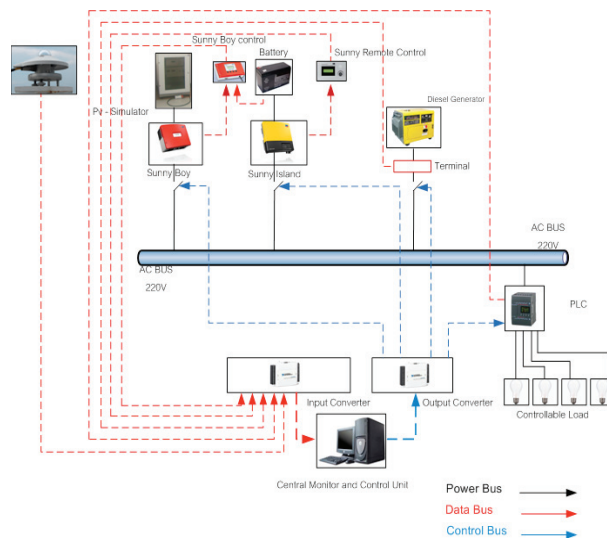 Sunny Boy control
Battery
Sunny Remote Control
Pv - Simulator
Diesel Generator
Sunny Boy
Sunny Island
Terminal
AC BUS
220V
AC BUS
220V
PLC
Input Converter
Output Converter
Controllable Load
Central Monitor and Control Unit
Power Bus
Data Bus
Control Bus